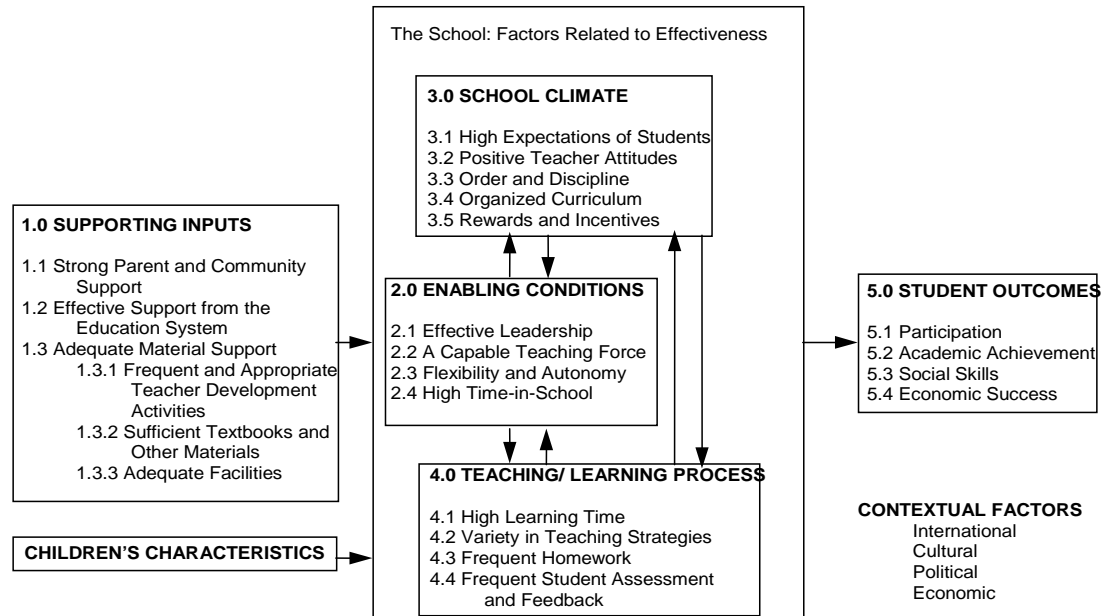 The School: Factors Related to Effectiveness
3.0 SCHOOL CLIMATE
3.1 High Expectations of Students
3.2 Positive Teacher Attitudes
3.3 Order and Discipline
3.4 Organized Curriculum
3.5 Rewards and Incentives
1.0 SUPPORTING INPUTS
1.1 Strong Parent and Community
Support
1.2 Effective Support from the
Education System
1.3 Adequate Material Support
1.3.1 Frequent and Appropriate
Teacher Development
Activities
1.3.2 Sufficient Textbooks and
Other Materials
1.3.3 Adequate Facilities
2.0 ENABLING CONDITIONS
2.1 Effective Leadership
2.2 A Capable Teaching Force
2.3 Flexibility and Autonomy
2.4 High Time-in-School
5.0 STUDENT OUTCOMES
5.1 Participation
5.2 Academic Achievement
5.3 Social Skills
5.4 Economic Success
4.0 TEACHING/ LEARNING PROCESS
4.1 High Learning Time
4.2 Variety in Teaching Strategies
4.3 Frequent Homework
4.4 Frequent Student Assessment
and Feedback
CHILDREN’S CHARACTERISTICS
CONTEXTUAL FACTORS
International
Cultural
Political
Economic